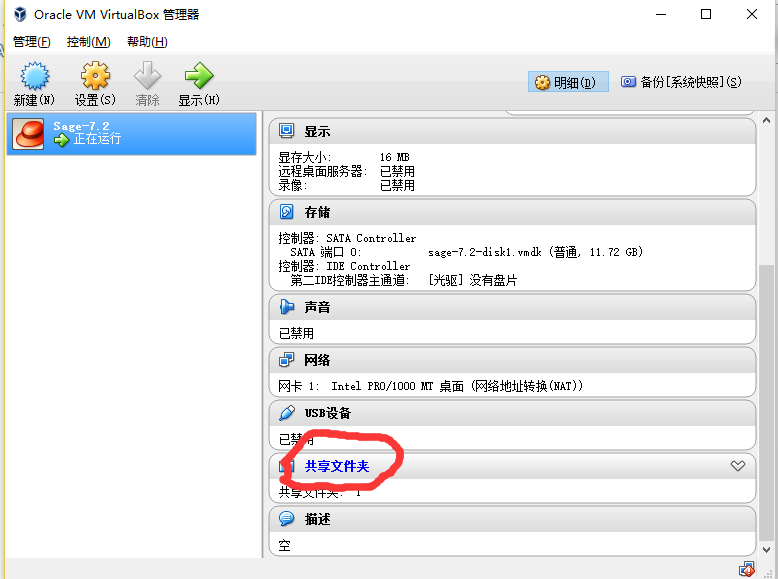 Oracle VM VirtualBox 管理器
管理(F) 控制(M) 帮助(H)
新建(N) 设置(S) 清除 显示(H) 明细(D) 备份[系统快照](S)
Sage-7.2
正在运行
显示
显存大小: 16 MB
远程桌面服务器: 已禁用
录像: 已禁用
存储
控制器: SATA Controller
SATA 端口 0: sage-7.2-disk1.vmdk (普通, 11.72 GB)
控制器: IDE Controller
第二IDE控制器主通道: [光驱] 没有盘片
声音
已禁用
网络
网卡 1: Intel PRO/1000 MT 桌面 (网络地址转换(NAT))
USB设备
已禁用
共享文件夹
共享文件夹: 1
描述
空